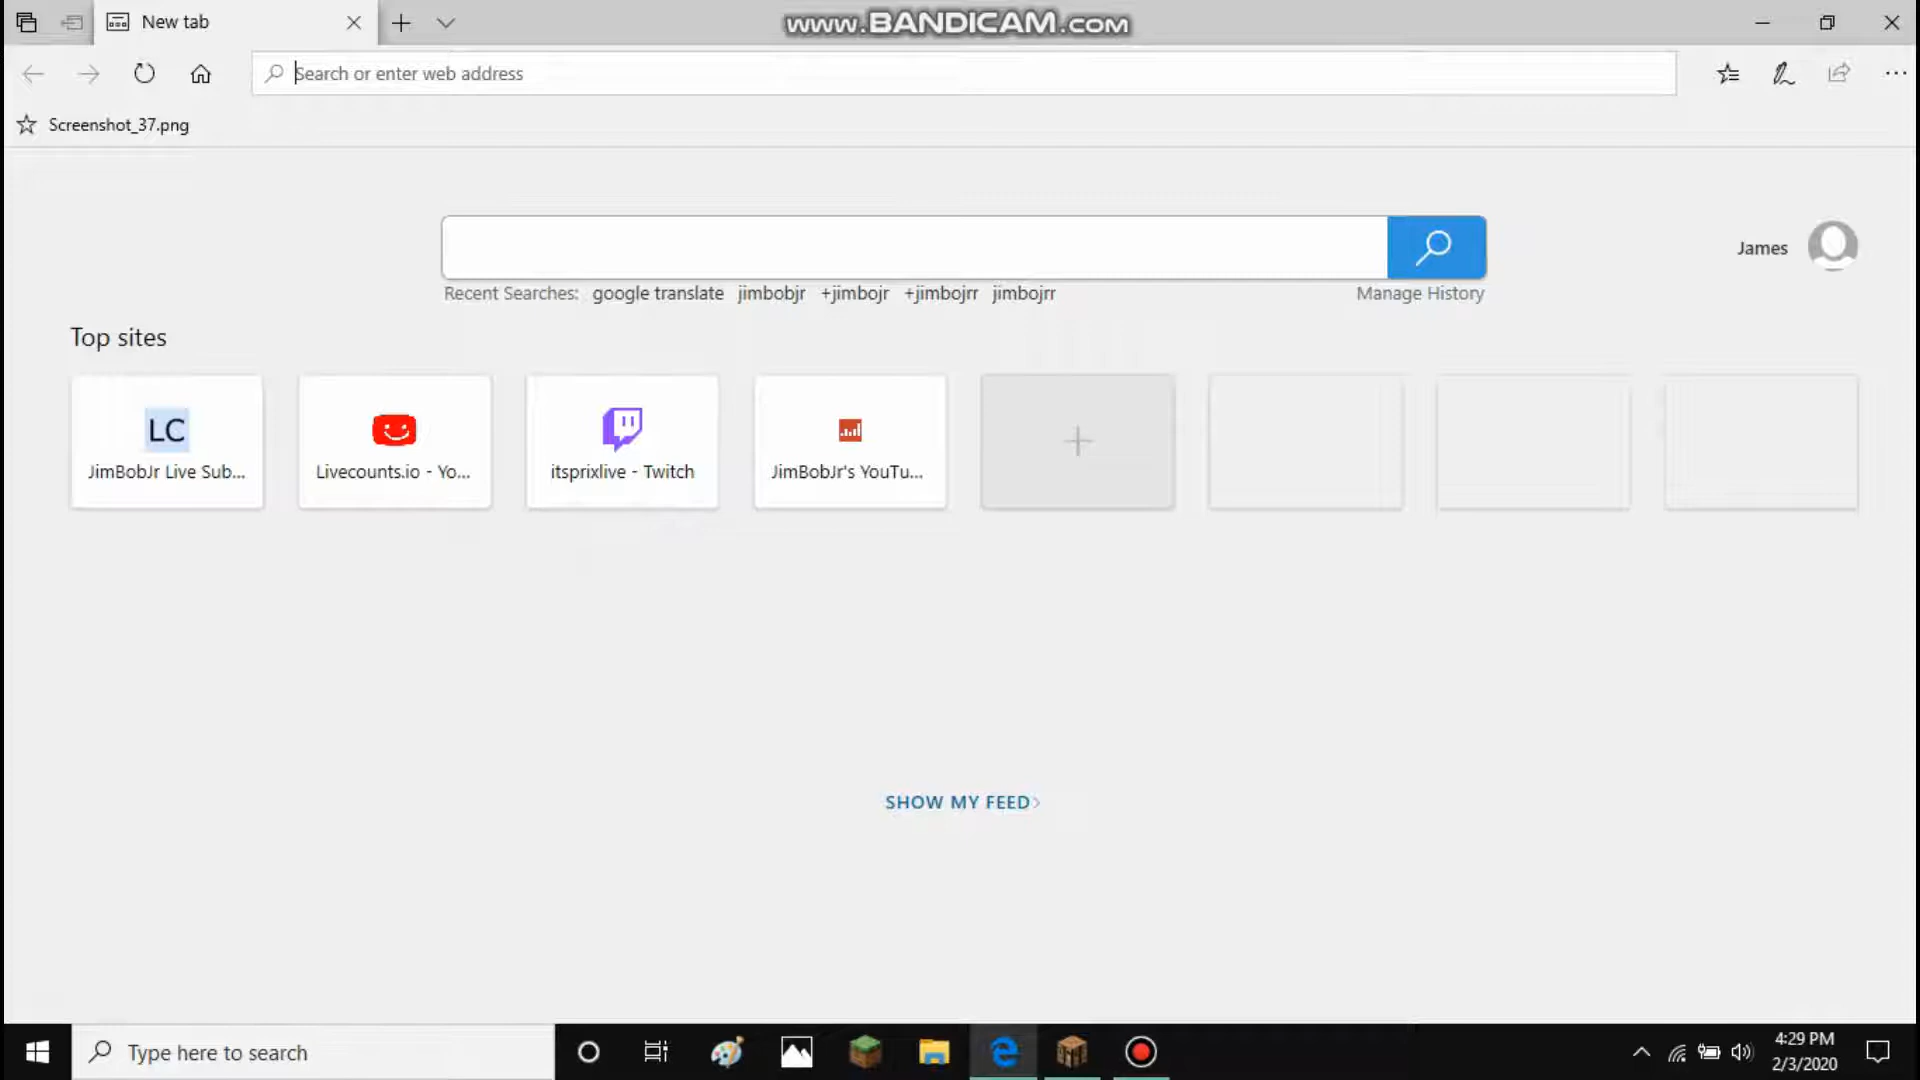 New tab
www.BANDICAM.com
Search or enter web address
Screenshot_37.png
James
Recent Searches: google translate jimbobjr +jimbojr +jimbojrr jimbojrr
Manage History
Top sites
LC
JimBobJr Live Sub...
Livecounts.io - Yo...
itsprixlive - Twitch
JimBobJr's YouTu...
SHOW MY FEED
Type here to search
4:29 PM
2/3/2020